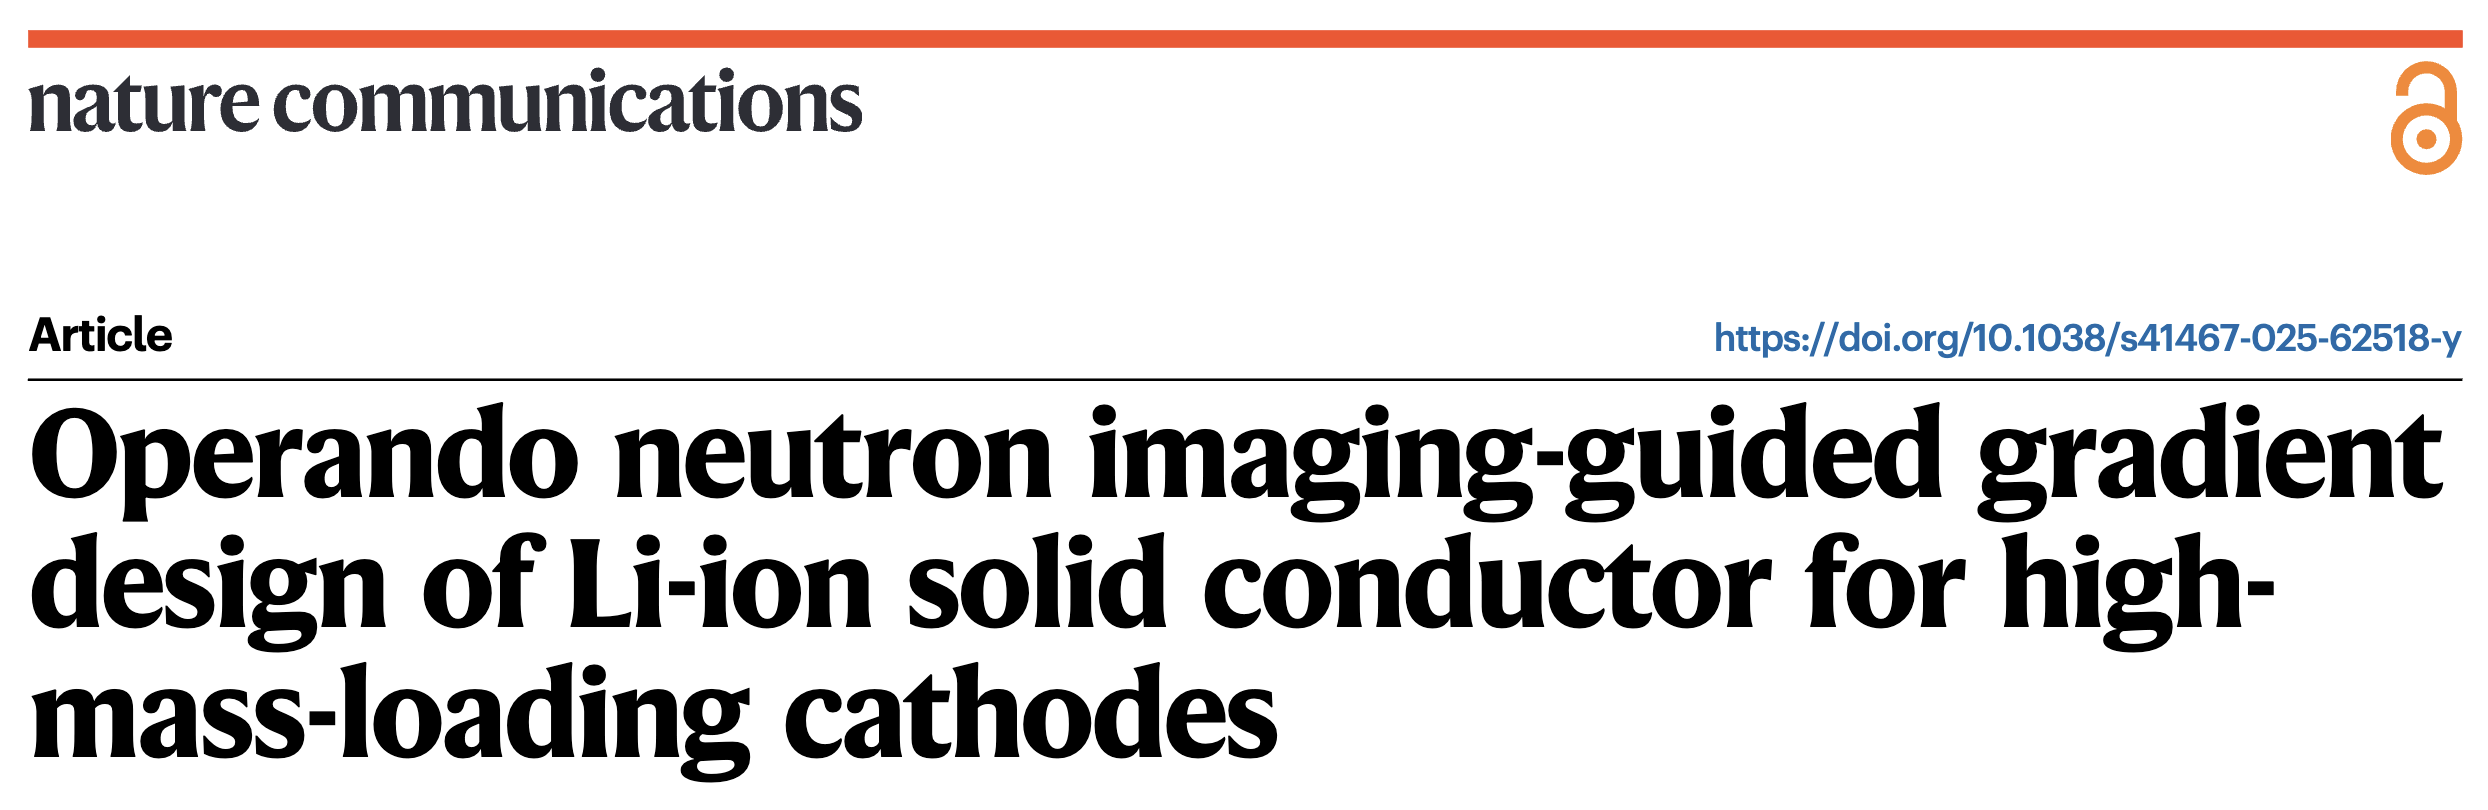 nature communications
Article
https://doi.org/10.1038/s41467-025-62518-y
Operando neutron imaging-guided gradient
design of Li-ion solid conductor for high-
mass-loading cathodes